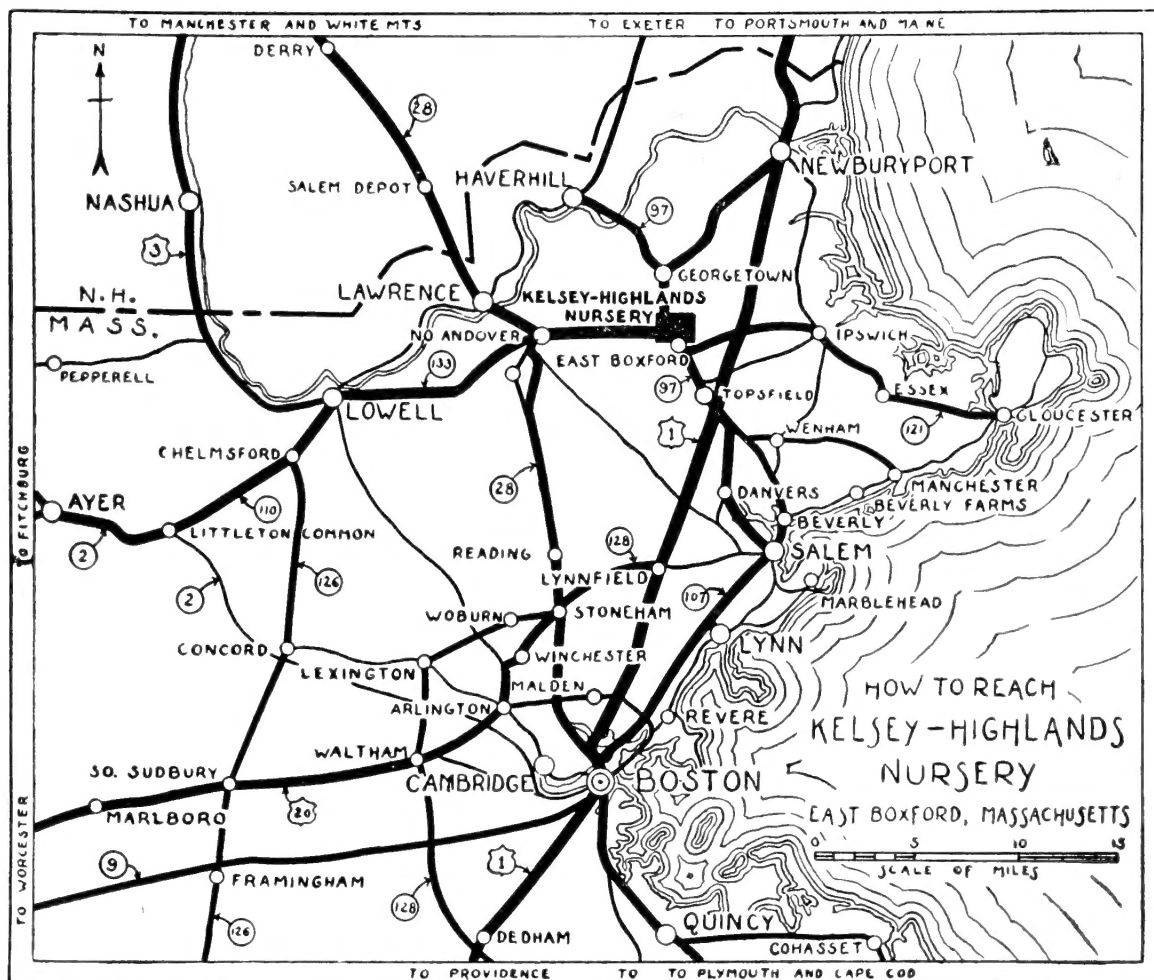 TO MANCHESTER AND WHITE MTS
TO EXETER TO PORTSMOUTH AND MAINE
N
DERRY
28
SALEM DEPOT
HAVERHILL
NEWBURYPORT
NASHUA
97
3
GEORGETOWN
LAWRENCE
KELSEY-HIGHLANDS
NURSERY
N.H.
MASS.
NO ANDOVER
IPSWICH
EAST BOXFORD
PEPPERELL
133
97
TOPSFIELD
ESSEX
LOWELL
GLOUCESTER
1
121
WENHAM
CHELMSFORD
28
MANCHESTER
DANVERS
BEVERLY FARMS
AYER
110
BEVERLY
LITTLETON COMMON
TO FITCHBURG
2
READING
128
SALEM
126
LYNNFIELD
2
107
MARBLEHEAD
WOBURN
STONEHAM
LYNN
CONCORD
WINCHESTER
LEXINGTON
MALDEN
ARLINGTON
REVERE
HOW TO REACH
KELSEY-HIGHLANDS
NURSERY
EAST BOXFORD, MASSACHUSETTS
WALTHAM
SO. SUDBURY
CAMBRIDGE
BOSTON
MARLBORO
20
0 5 10 15
SCALE OF MILES
9
1
FRAMINGHAM
128
TO WORCESTER
126
QUINCY
DEDHAM
COHASSET
TO PROVIDENCE
TO TO PLYMOUTH AND CAPE COD